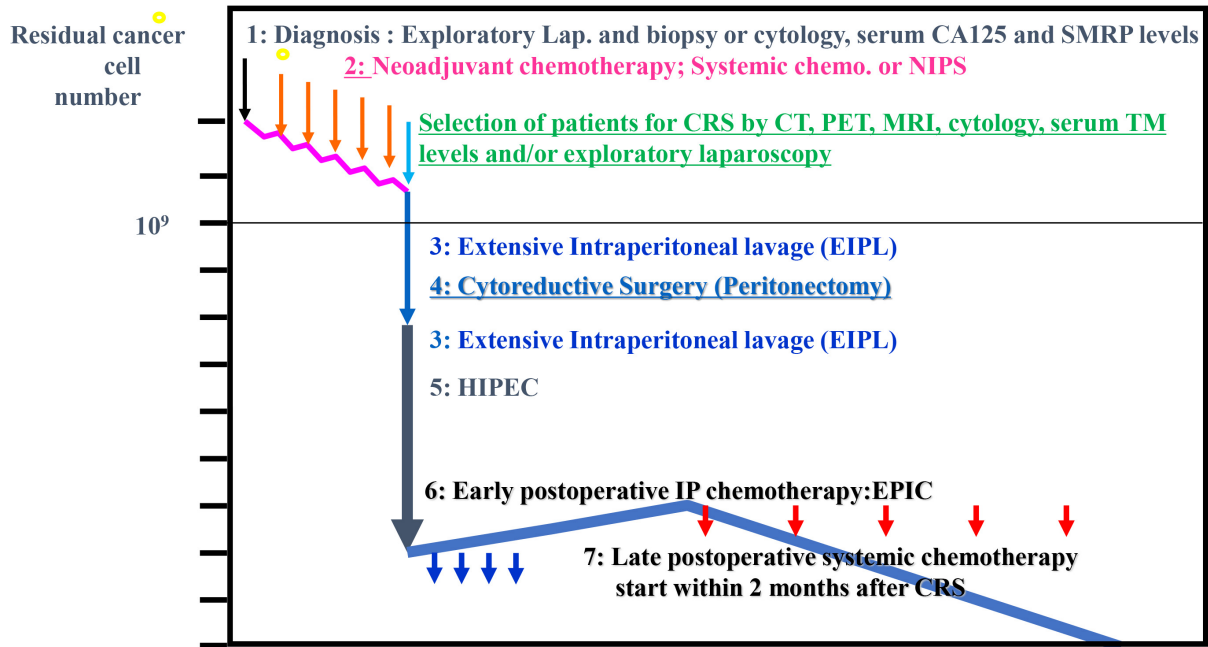 Residual cancer
cell
number
1: Diagnosis : Exploratory Lap. and biopsy or cytology, serum CA125 and SMRP levels
2: Neoadjuvant chemotherapy; Systemic chemo. or NIPS
Selection of patients for CRS by CT, PET, MRI, cytology, serum TM
levels and/or exploratory laparoscopy
10⁹
3: Extensive Intraperitoneal lavage (EIPL)
4: Cytoreductive Surgery (Peritonectomy)
3: Extensive Intraperitoneal lavage (EIPL)
5: HIPEC
6: Early postoperative IP chemotherapy:EPIC
7: Late postoperative systemic chemotherapy
start within 2 months after CRS